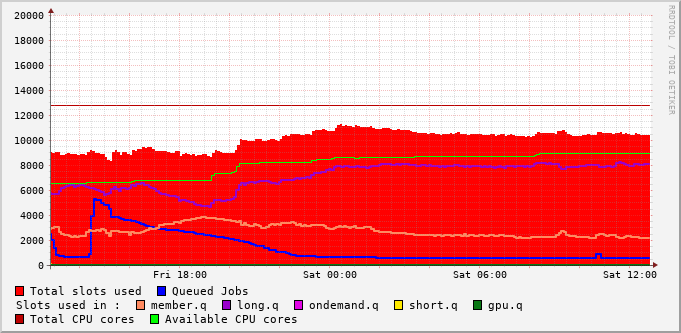 RRDTOOL / TOBI OETIKER
20000
18000
16000
14000
12000
10000
8000
6000
4000
2000
0
Fri 18:00 Sat 00:00 Sat 06:00 Sat 12:00
Total slots used Queued Jobs
Slots used in : member.q long.q ondemand.q short.q gpu.q
Total CPU cores Available CPU cores